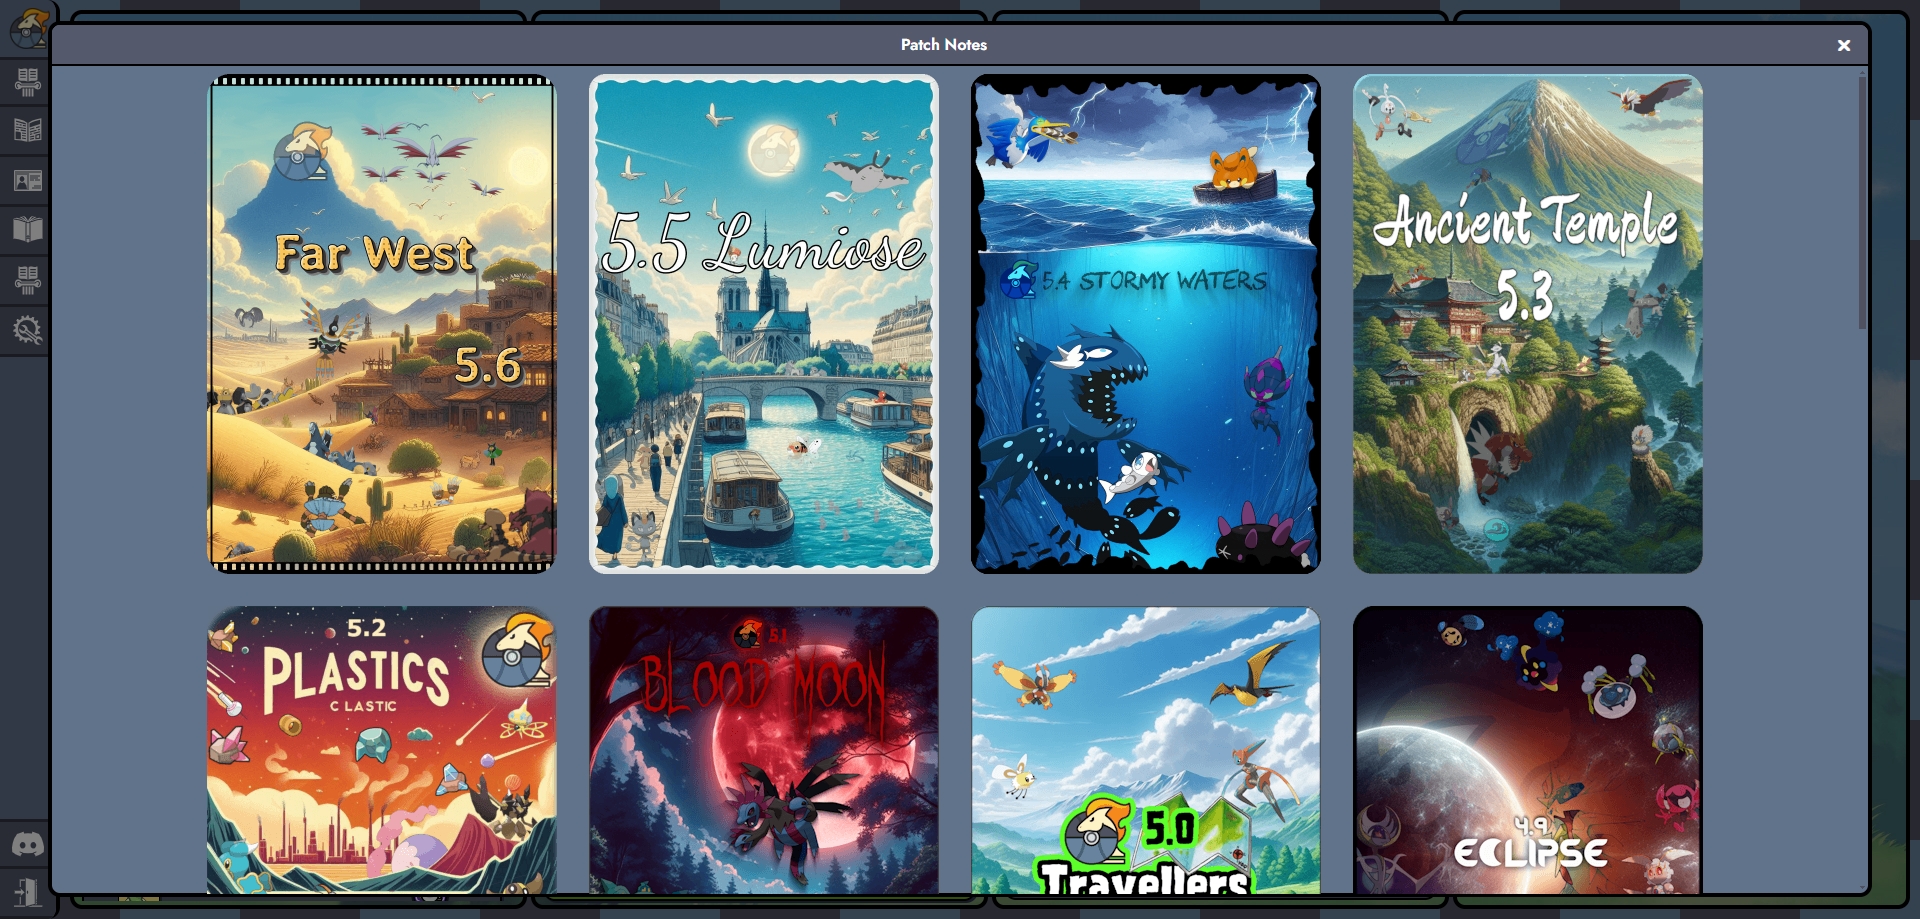 Patch Notes
Far West
5.6
5.5 Lumiose
5.4 STORMY WATERS
Ancient Temple
5.3
5.2
PLASTICS
C LASTIC
5.1
BLOOD MOON
5.0
Travellers
4.9
ECLIPSE